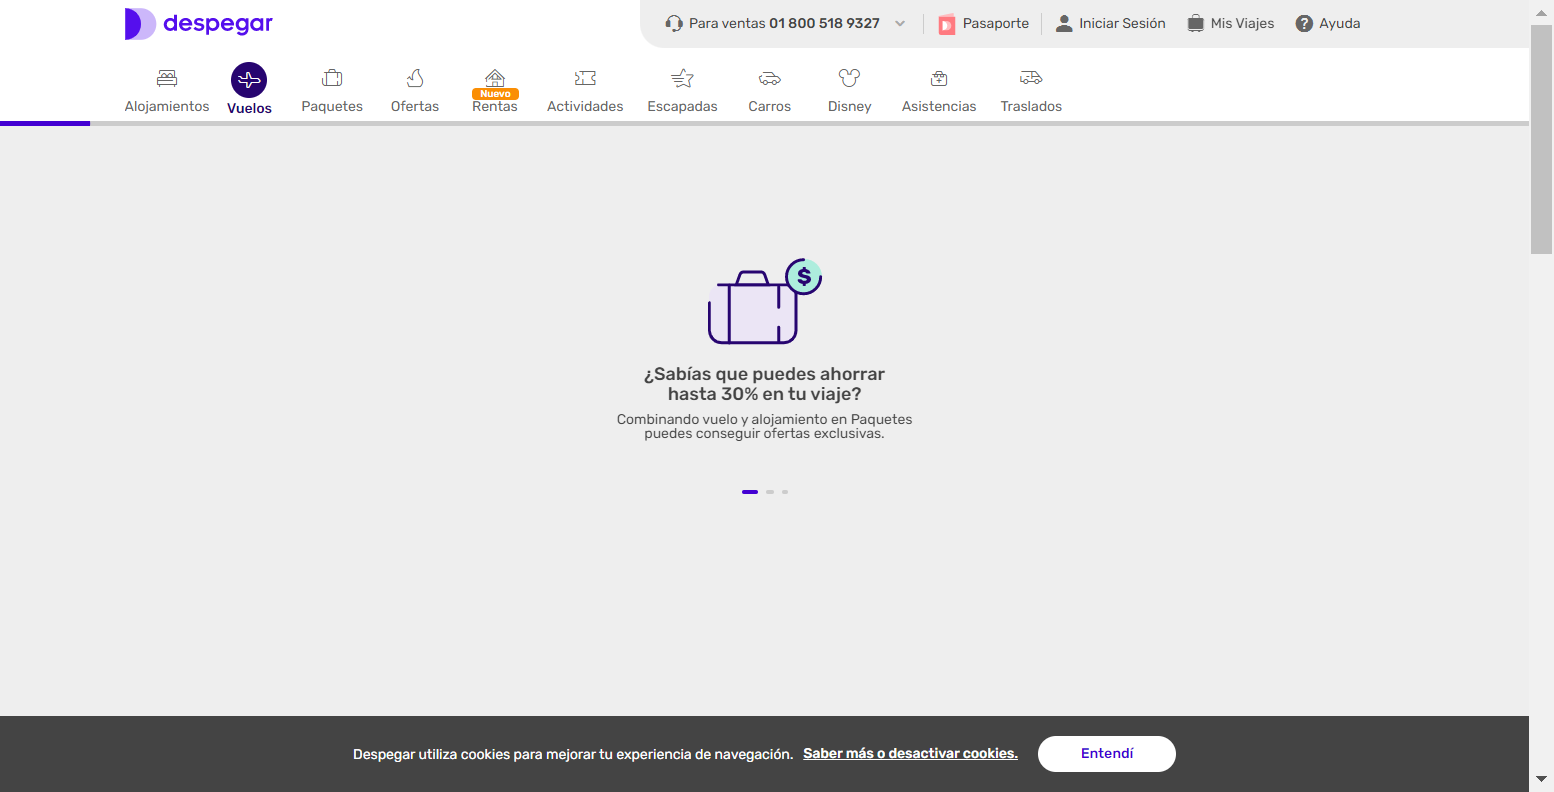 despegar
Para ventas 01 800 518 9327
Pasaporte
Iniciar Sesión
Mis Viajes
Ayuda
Alojamientos
Vuelos
Paquetes
Ofertas
Nuevo
Rentas
Actividades
Escapadas
Carros
Disney
Asistencias
Traslados
$
¿Sabías que puedes ahorrar
hasta 30% en tu viaje?
Combinando vuelo y alojamiento en Paquetes
puedes conseguir ofertas exclusivas.
Despegar utiliza cookies para mejorar tu experiencia de navegación. Saber más o desactivar cookies.
Entendí